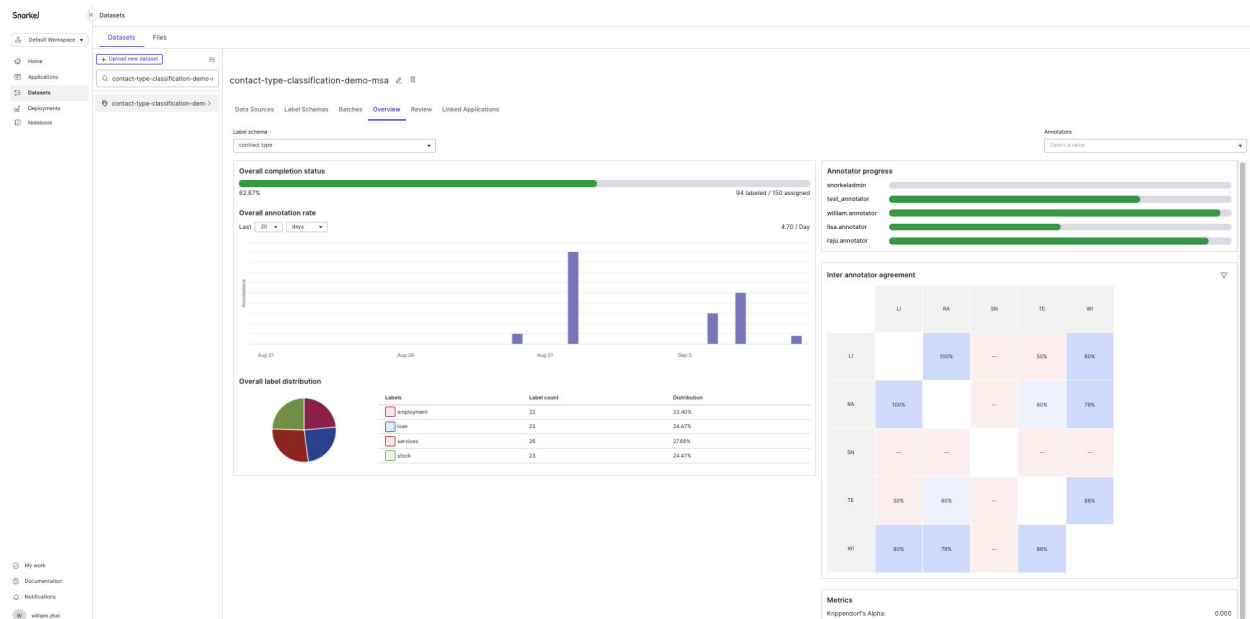 Snorkel
Datasets
Default Workspace
Home
Applications
Datasets
Deployments
Notebook
Datasets Files
+ Upload new dataset
contact-type-classification-demo-
contact-type-classification-dem
contact-type-classification-demo-msa
Data Sources Label Schemas Batches Overview Review Linked Applications
Label schema
contract type
Annotators
Select a value
Overall completion status
62.67% 94 labeled / 150 assigned
Overall annotation rate
Last 20 days 4.70 / Day
Annotations
Aug 21 Aug 26 Aug 31 Sep 5
Overall label distribution
Labels Label count Distribution
employment 22 23.40%
loan 23 24.47%
services 26 27.66%
stock 23 24.47%
Annotator progress
snorkeladmin
test_annotator
william.annotator
lisa.annotator
raju.annotator
Inter annotator agreement
LI RA SN TE WI
LI 100% -- 50% 80%
RA 100% -- 60% 79%
SN -- -- -- --
TE 50% 60% -- 86%
WI 80% 79% -- 86%
Metrics
Krippendorf's Alpha: 0.000
My work
Documentation
Notifications
W william.zhai